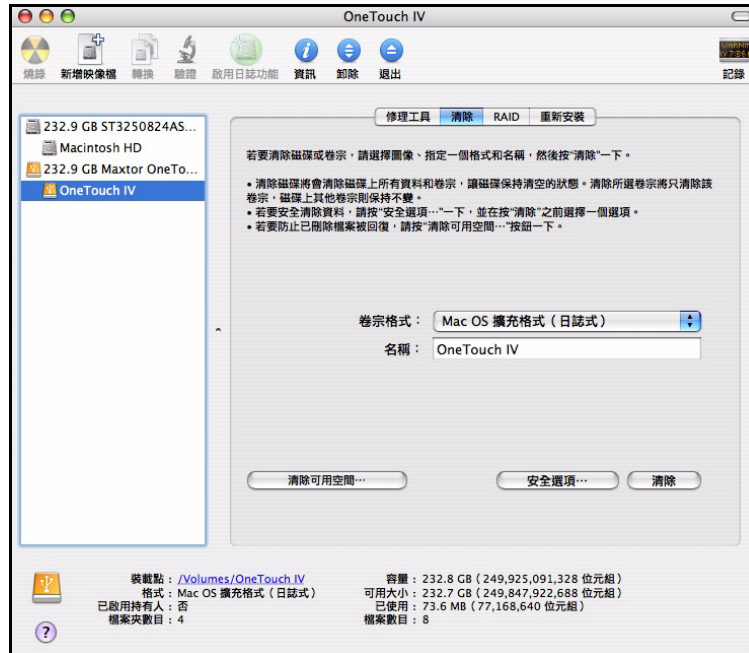 OneTouch IV
燒錄 新增映像檔 轉換 驗證 啟用日誌功能 資訊 卸除 退出 記錄
232.9 GB ST3250824AS...
Macintosh HD
232.9 GB Maxtor OneTo...
OneTouch IV
修理工具 清除 RAID 重新安裝
若要清除磁碟或卷宗，請選擇圖像、指定一個格式和名稱，然後按“清除”一下。
• 清除磁碟將會清除磁碟上所有資料和卷宗，讓磁碟保持清空的狀態。清除所選卷宗將只清除該
卷宗，磁碟上其他卷宗則保持不變。
• 若要安全清除資料，請按“安全選項⋯”一下，並在按“清除”之前選擇一個選項。
• 若要防止已刪除檔案被回復，請按“清除可用空間⋯”按鈕一下。
卷宗格式： Mac OS 擴充格式（日誌式）
名稱： OneTouch IV
清除可用空間⋯ 安全選項⋯ 清除
裝載點：/Volumes/OneTouch IV
格式：Mac OS 擴充格式（日誌式）
已啟用持有人：否
檔案夾數目：4
容量：232.8 GB（249,925,091,328 位元組）
可用大小：232.7 GB（249,847,922,688 位元組）
已使用：73.6 MB（77,168,640 位元組）
檔案數目：8
?